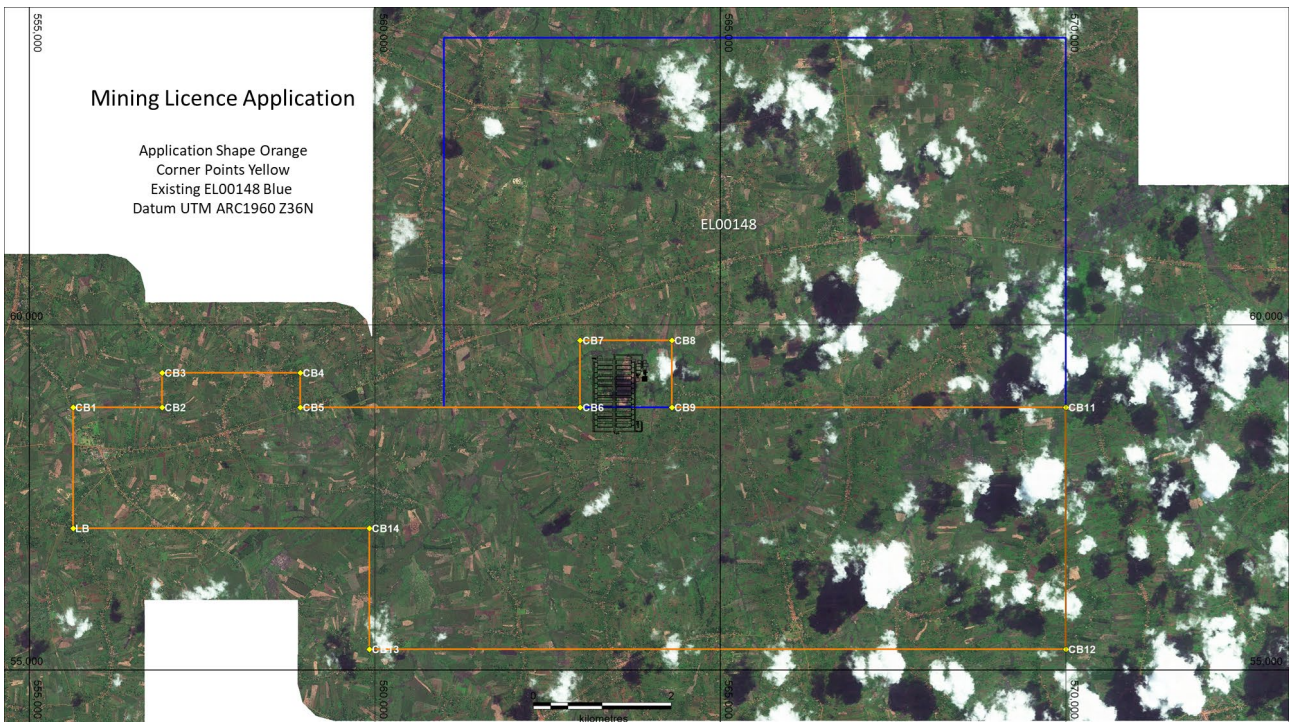 555,000
560,000
565,000
570,000
Mining Licence Application
Application Shape Orange
Corner Points Yellow
Existing EL00148 Blue
Datum UTM ARC1960 Z36N
EL00148
60,000
60,000
CB7
CB8
CB3
CB4
CB1
CB2
CB5
CB6
CB9
CB11
LB
CB14
CB13
CB12
55,000
55,000
555,000
560,000
565,000
570,000
0
2
kilometres